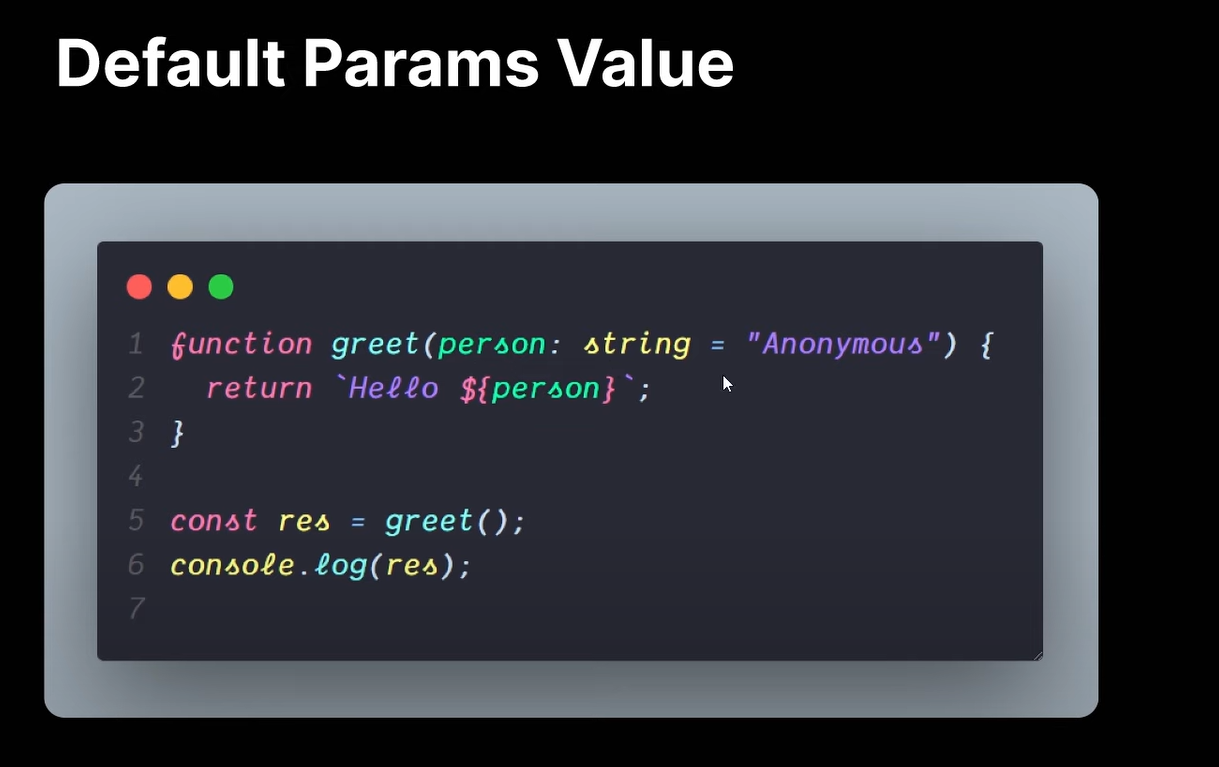 Default Params Value
1 function greet(person: string = "Anonymous") {
2   return `Hello ${person}`;
3 }
4
5 const res = greet();
6 console.log(res);
7